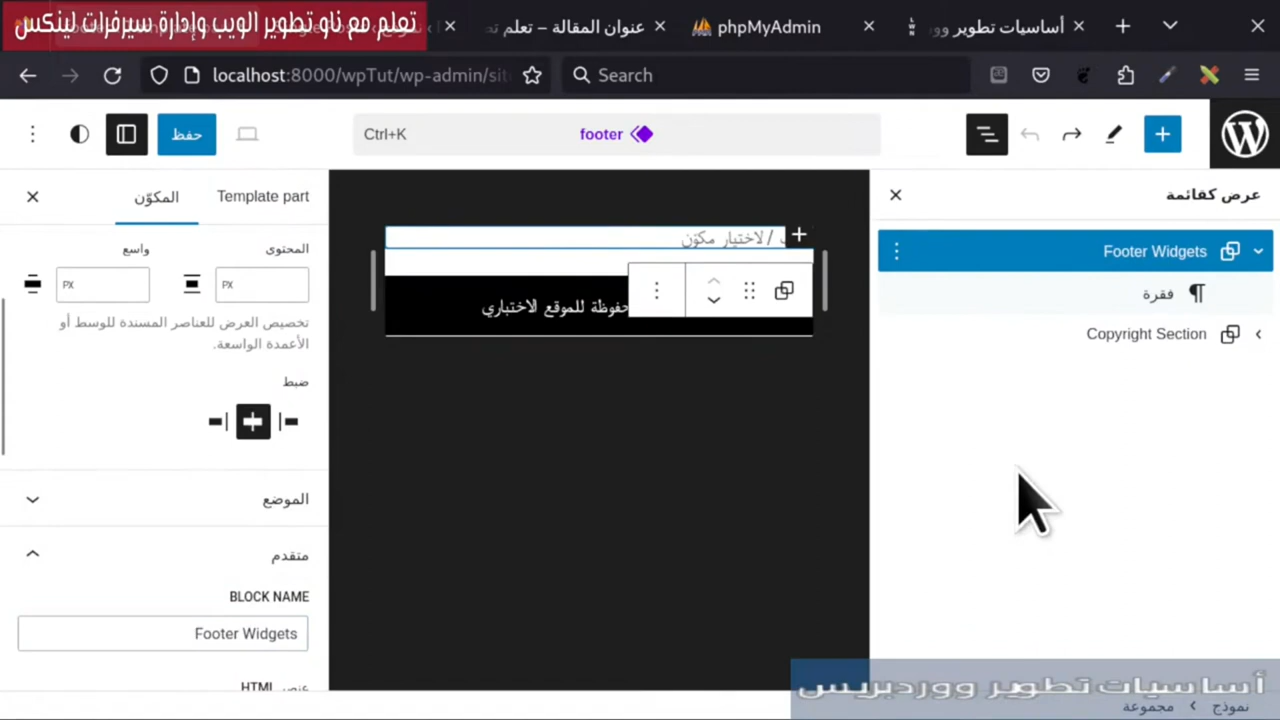 تعلم مع ناو تطوير الويب وإدارة سيرفرات لينكس
عنوان المقالة – تعلم
phpMyAdmin
أساسيات تطوير
localhost:8000/wpTut/wp-admin/sit
Search
حفظ
Ctrl+K
footer
المكوّن
Template part
عرض كقائمة
واسع
المحتوى
PX
PX
تخصيص العرض للعناصر المسندة للوسط أو
الأعمدة الواسعة.
ضبط
الموضع
متقدم
BLOCK NAME
Footer Widgets
عنصر HTML
/ لاختيار مكوّن
للموقع الاختباري
Footer Widgets
فقرة
Copyright Section
أساسيات تطوير ووردبريس
نموذج
مجموعة